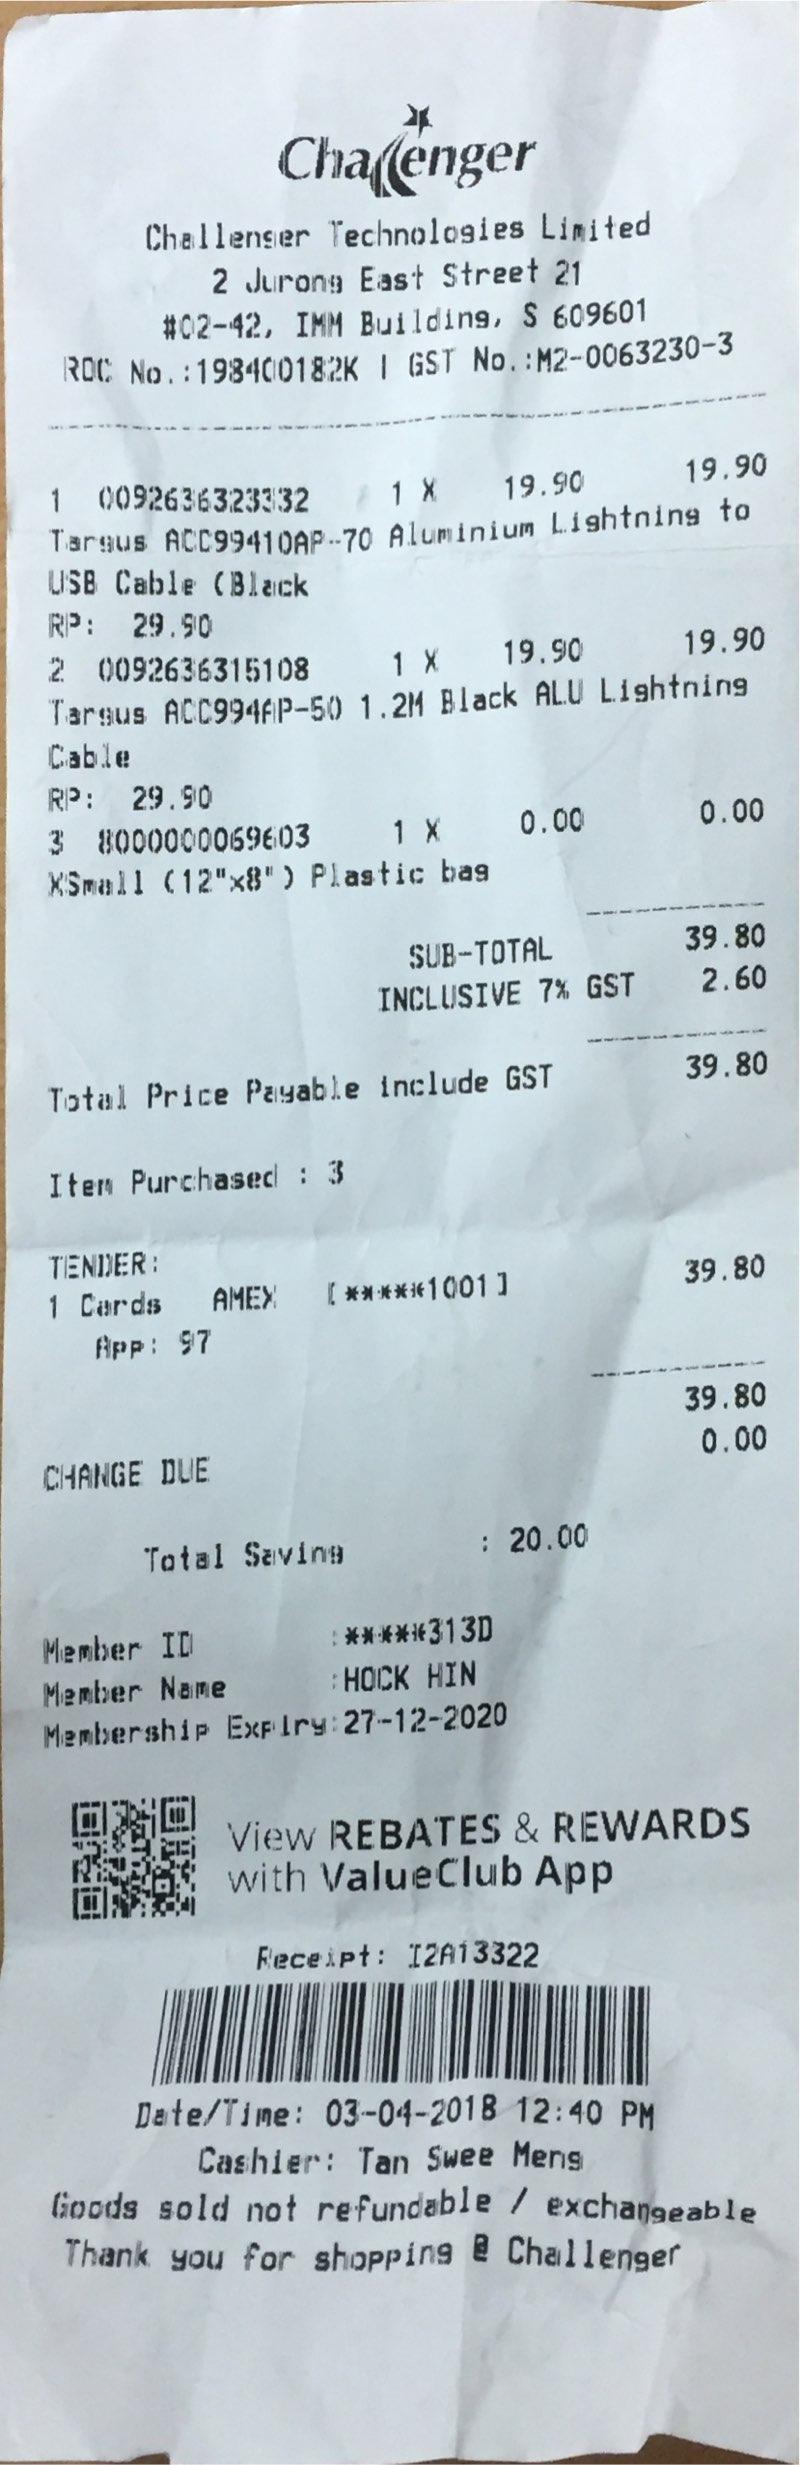 Challenger
Challenger Technologies Limited
2 Jurong East Street 21
#02-42, IMM Building, S 609601
ROC No.:198400182K | GST No.:M2-0063230-3
1 0092636323332 1 X 19.90 19.90
Targus ACC99410AP-70 Aluminium Lightning to
USB Cable (Black
RP: 29.90
2 0092636315108 1 X 19.90 19.90
Targus ACC994AP-50 1.2M Black ALU Lightning
Cable
RP: 29.90
3 8000000069603 1 X 0.00 0.00
XSmall (12"x8") Plastic bag
SUB-TOTAL 39.80
INCLUSIVE 7% GST 2.60
Total Price Payable include GST 39.80
Item Purchased : 3
TENDER:
1 Cards AMEX [*****1001] 39.80
App: 97
39.80
CHANGE DUE 0.00
Total Saving : 20.00
Member ID :*****313D
Member Name :HOCK HIN
Membership Expiry:27-12-2020
View REBATES & REWARDS
with ValueClub App
Receipt: I2A13322
Date/Time: 03-04-2018 12:40 PM
Cashier: Tan Swee Meng
Goods sold not refundable / exchangeable
Thank you for shopping @ Challenger